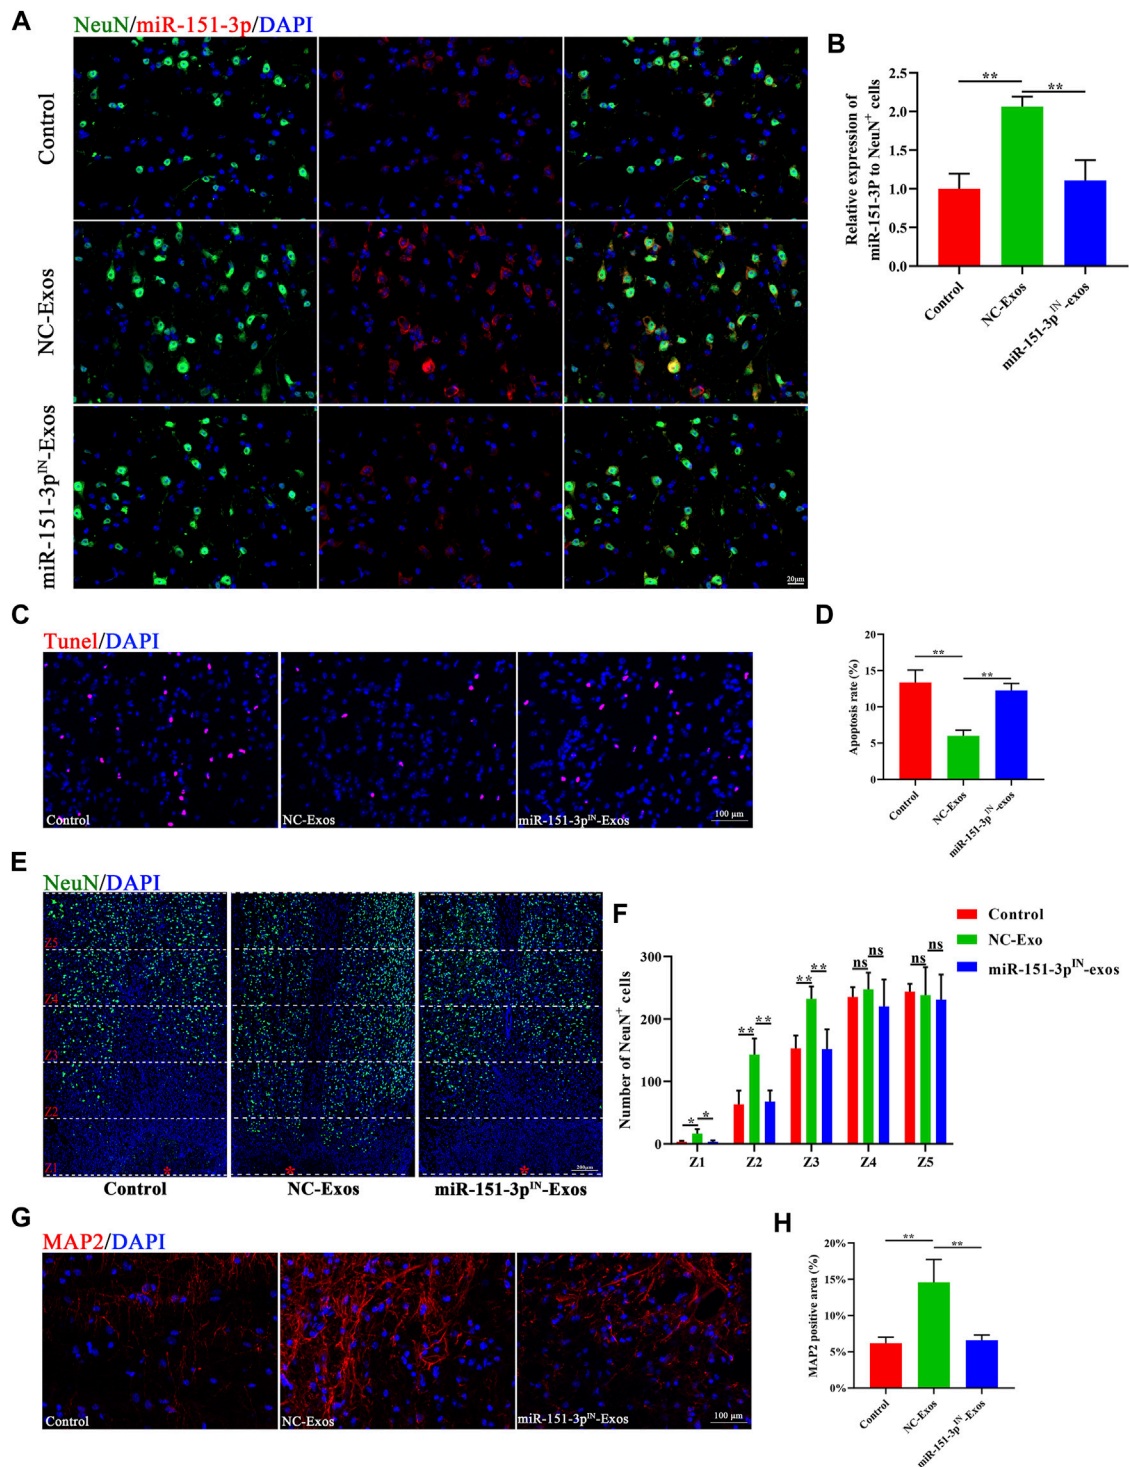 A
NeuN/miR-151-3p/DAPI
Control
NC-Exos
miR-151-3pIN-Exos
20μm
B
Relative expression of
miR-151-3P to NeuN+ cells
2.5
2.0
1.5
1.0
0.5
0.0
** **
Control
NC-Exos
miR-151-3pIN-exos
C
Tunel/DAPI
Control
NC-Exos
miR-151-3pIN-Exos
100 μm
D
Apoptosis rate (%)
20
15
10
5
0
** **
Control
NC-Exos
miR-151-3pIN-exos
E
NeuN/DAPI
Z5
Z4
Z3
Z2
Z1
* * *
200μm
Control
NC-Exos
miR-151-3pIN-Exos
F
Number of NeuN+ cells
300
200
100
0
* *
** **
** **
ns ns
ns ns
Z1 Z2 Z3 Z4 Z5
Control
NC-Exo
miR-151-3pIN-exos
G
MAP2/DAPI
Control
NC-Exos
miR-151-3pIN-Exos
100 μm
H
MAP2 positive area (%)
20%
15%
10%
5%
0%
** **
Control
NC-Exos
miR-151-3pIN-Exos